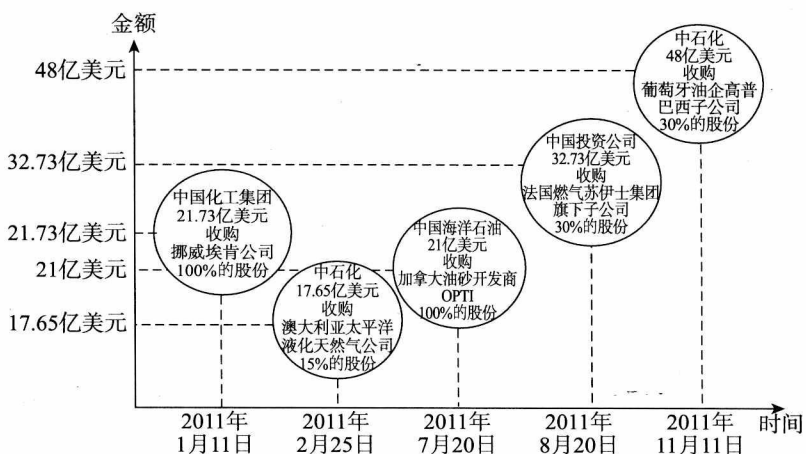 金额
48亿美元
32.73亿美元
21.73亿美元
21亿美元
17.65亿美元
中国化工集团
21.73亿美元
收购
挪威埃肯公司
100%的股份
中石化
17.65亿美元
收购
澳大利亚太平洋
液化天然气公司
15%的股份
中国海洋石油
21亿美元
收购
加拿大油砂开发商
OPTI
100%的股份
中国投资公司
32.73亿美元
收购
法国燃气苏伊士集团
旗下子公司
30%的股份
中石化
48亿美元
收购
葡萄牙油企高普
巴西子公司
30%的股份
2011年
1月11日
2011年
2月25日
2011年
7月20日
2011年
8月20日
2011年
11月11日
时间